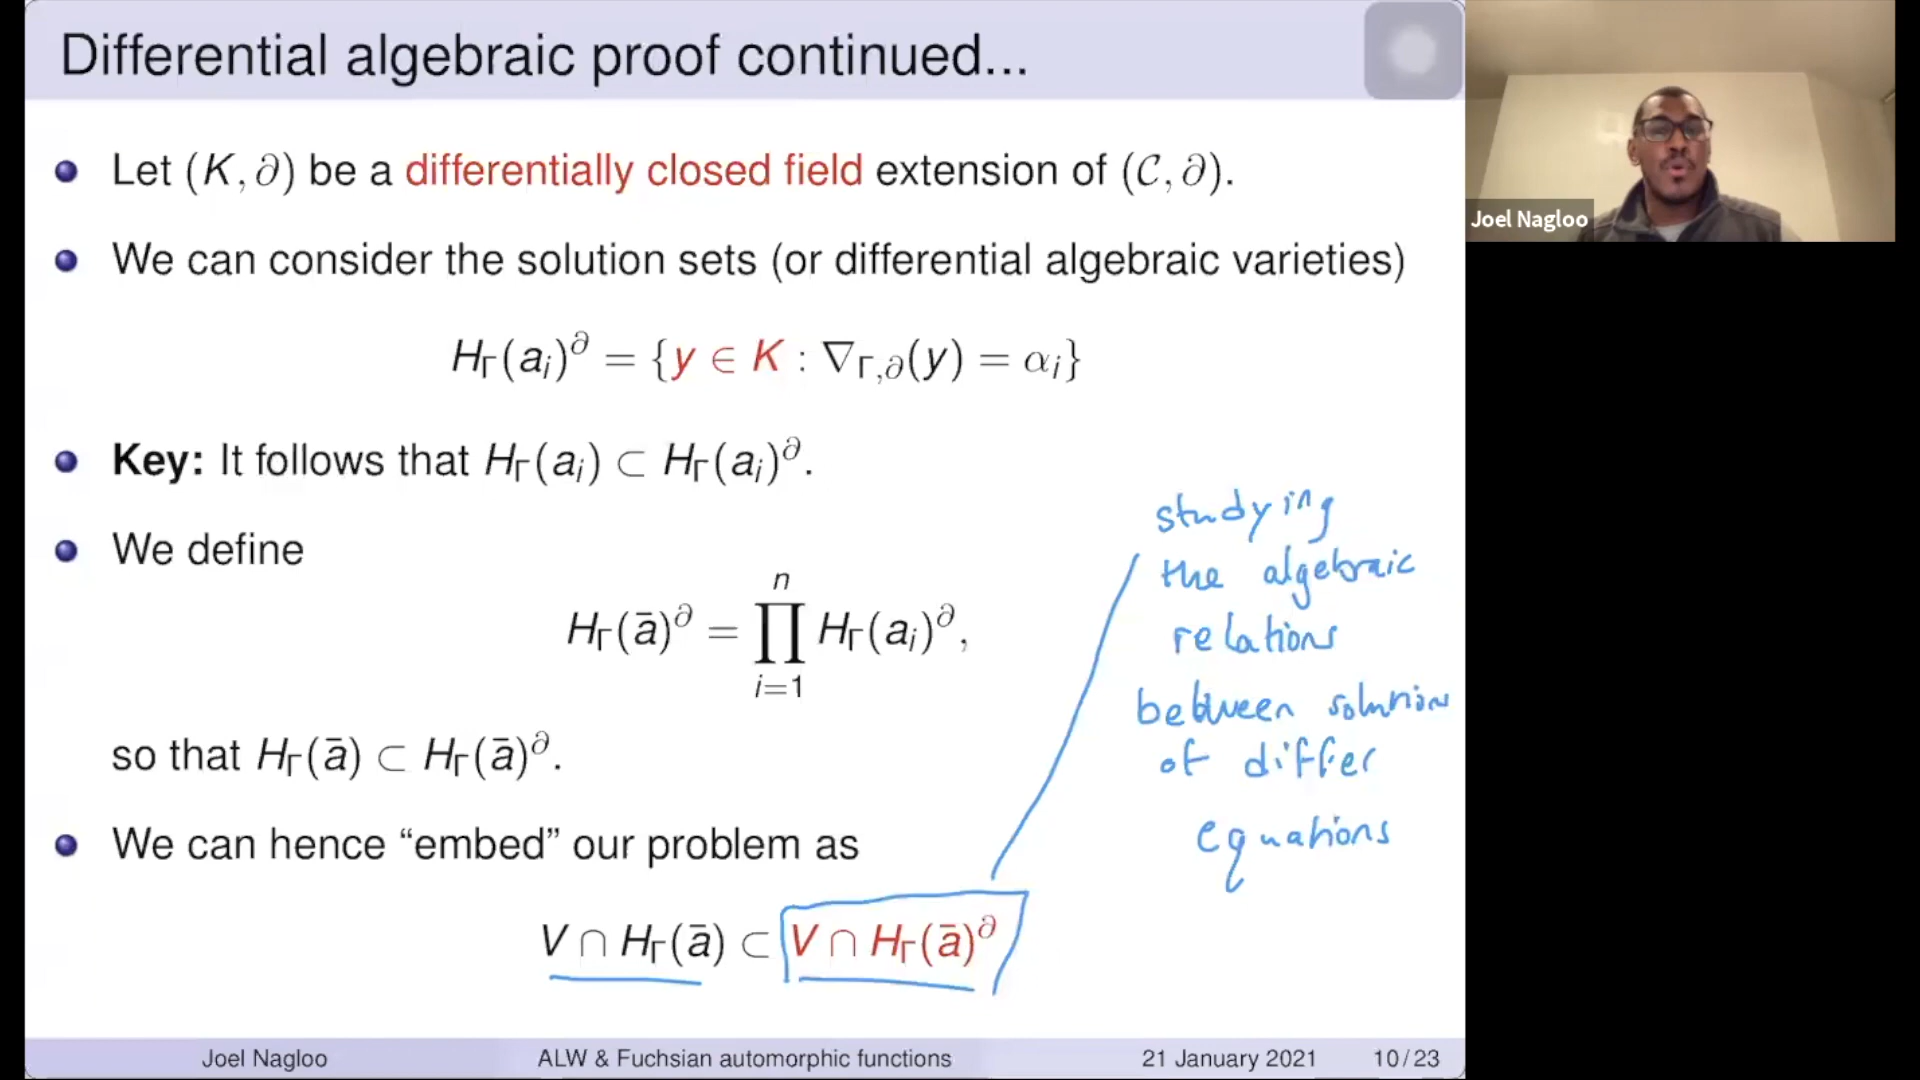 Differential algebraic proof continued...
Let (K, ∂) be a differentially closed field extension of (𝒞, ∂).
We can consider the solution sets (or differential algebraic varieties)
H_Γ(a_i)^∂ = {y ∈ K : ∇_{Γ,∂}(y) = α_i}
Key: It follows that H_Γ(a_i) ⊂ H_Γ(a_i)^∂.
We define
H_Γ(ā)^∂ = ∏_{i=1}^{n} H_Γ(a_i)^∂,
so that H_Γ(ā) ⊂ H_Γ(ā)^∂.
We can hence “embed” our problem as
V ∩ H_Γ(ā) ⊂ V ∩ H_Γ(ā)^∂
studying
the algebraic
relations
between solutions
of differ
equations
Joel Nagloo
ALW & Fuchsian automorphic functions
21 January 2021
10/23
Joel Nagloo